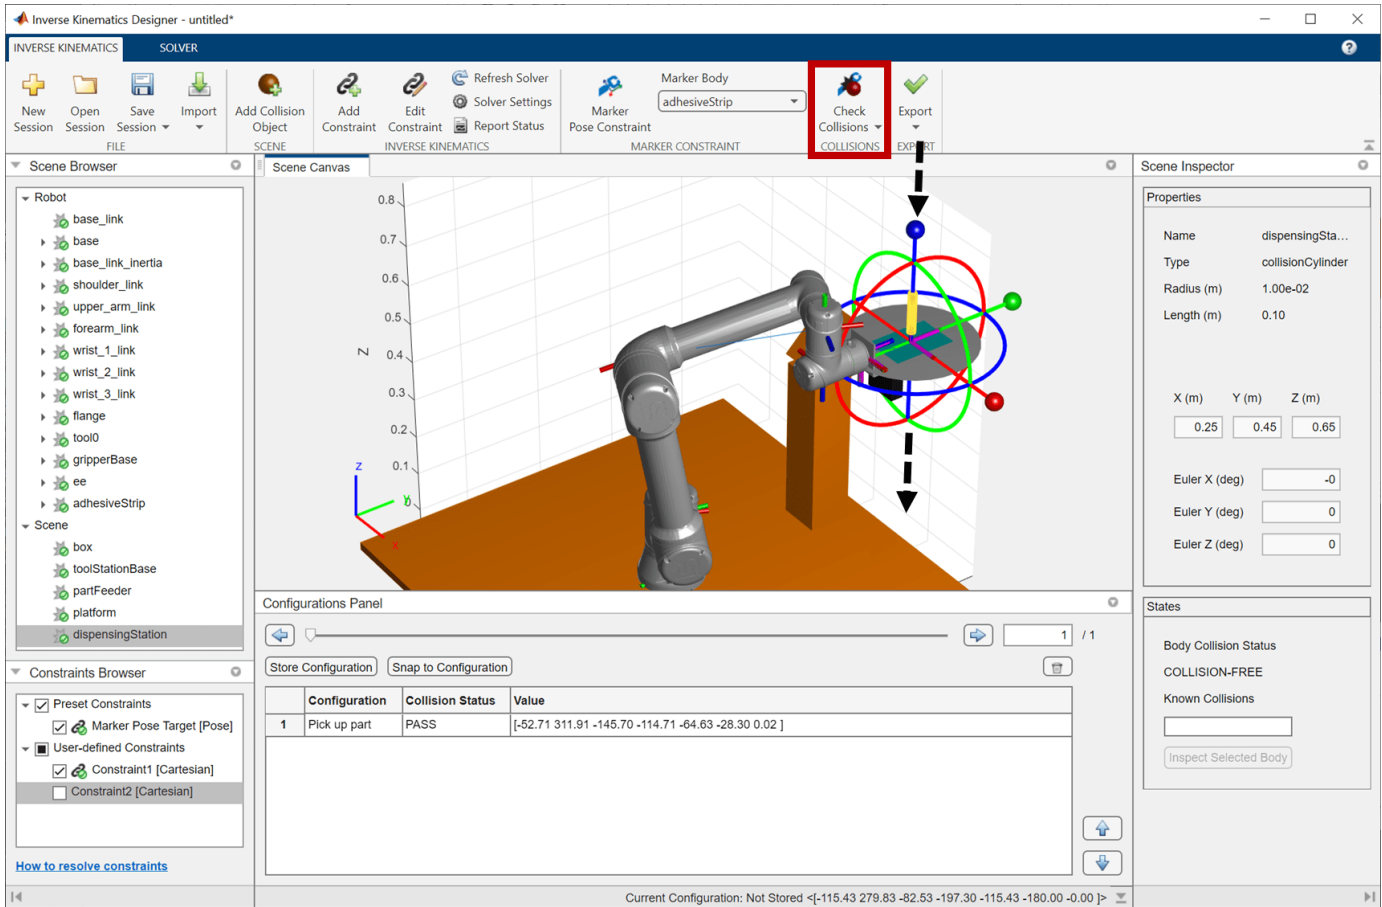 Inverse Kinematics Designer - untitled*
INVERSE KINEMATICS SOLVER
?
New Session
Open Session
Save Session
Import
FILE
Add Collision Object
SCENE
Add Constraint
Edit Constraint
Refresh Solver
Solver Settings
Report Status
INVERSE KINEMATICS
Marker Pose Constraint
Marker Body
adhesiveStrip
MARKER CONSTRAINT
Check Collisions
COLLISIONS
Export
EXPORT
Scene Browser
Robot
base_link
base
base_link_inertia
shoulder_link
upper_arm_link
forearm_link
wrist_1_link
wrist_2_link
wrist_3_link
flange
tool0
gripperBase
ee
adhesiveStrip
Scene
box
toolStationBase
partFeeder
platform
dispensingStation
Constraints Browser
Preset Constraints
Marker Pose Target [Pose]
User-defined Constraints
Constraint1 [Cartesian]
Constraint2 [Cartesian]
How to resolve constraints
Scene Canvas
0.8
0.7
0.6
0.5
Z
0.4
0.3
0.2
0.1
0
Z
Y
X
Configurations Panel
1 / 1
Store Configuration
Snap to Configuration
Configuration Collision Status Value
1 Pick up part PASS [-52.71 311.91 -145.70 -114.71 -64.63 -28.30 0.02 ]
Current Configuration: Not Stored <[-115.43 279.83 -82.53 -197.30 -115.43 -180.00 -0.00 ]>
Scene Inspector
Properties
Name dispensingSta...
Type collisionCylinder
Radius (m) 1.00e-02
Length (m) 0.10
X (m) Y (m) Z (m)
0.25 0.45 0.65
Euler X (deg) -0
Euler Y (deg) 0
Euler Z (deg) 0
States
Body Collision Status
COLLISION-FREE
Known Collisions
Inspect Selected Body